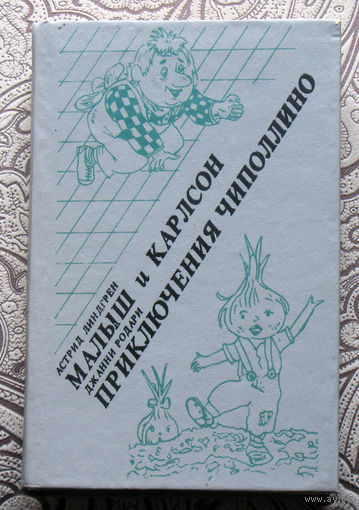 АСТРИД ЛИНДГРЕН
МАЛЫШ и КАРЛСОН
ДЖАННИ РОДАРИ
ПРИКЛЮЧЕНИЯ ЧИПОЛЛИНО